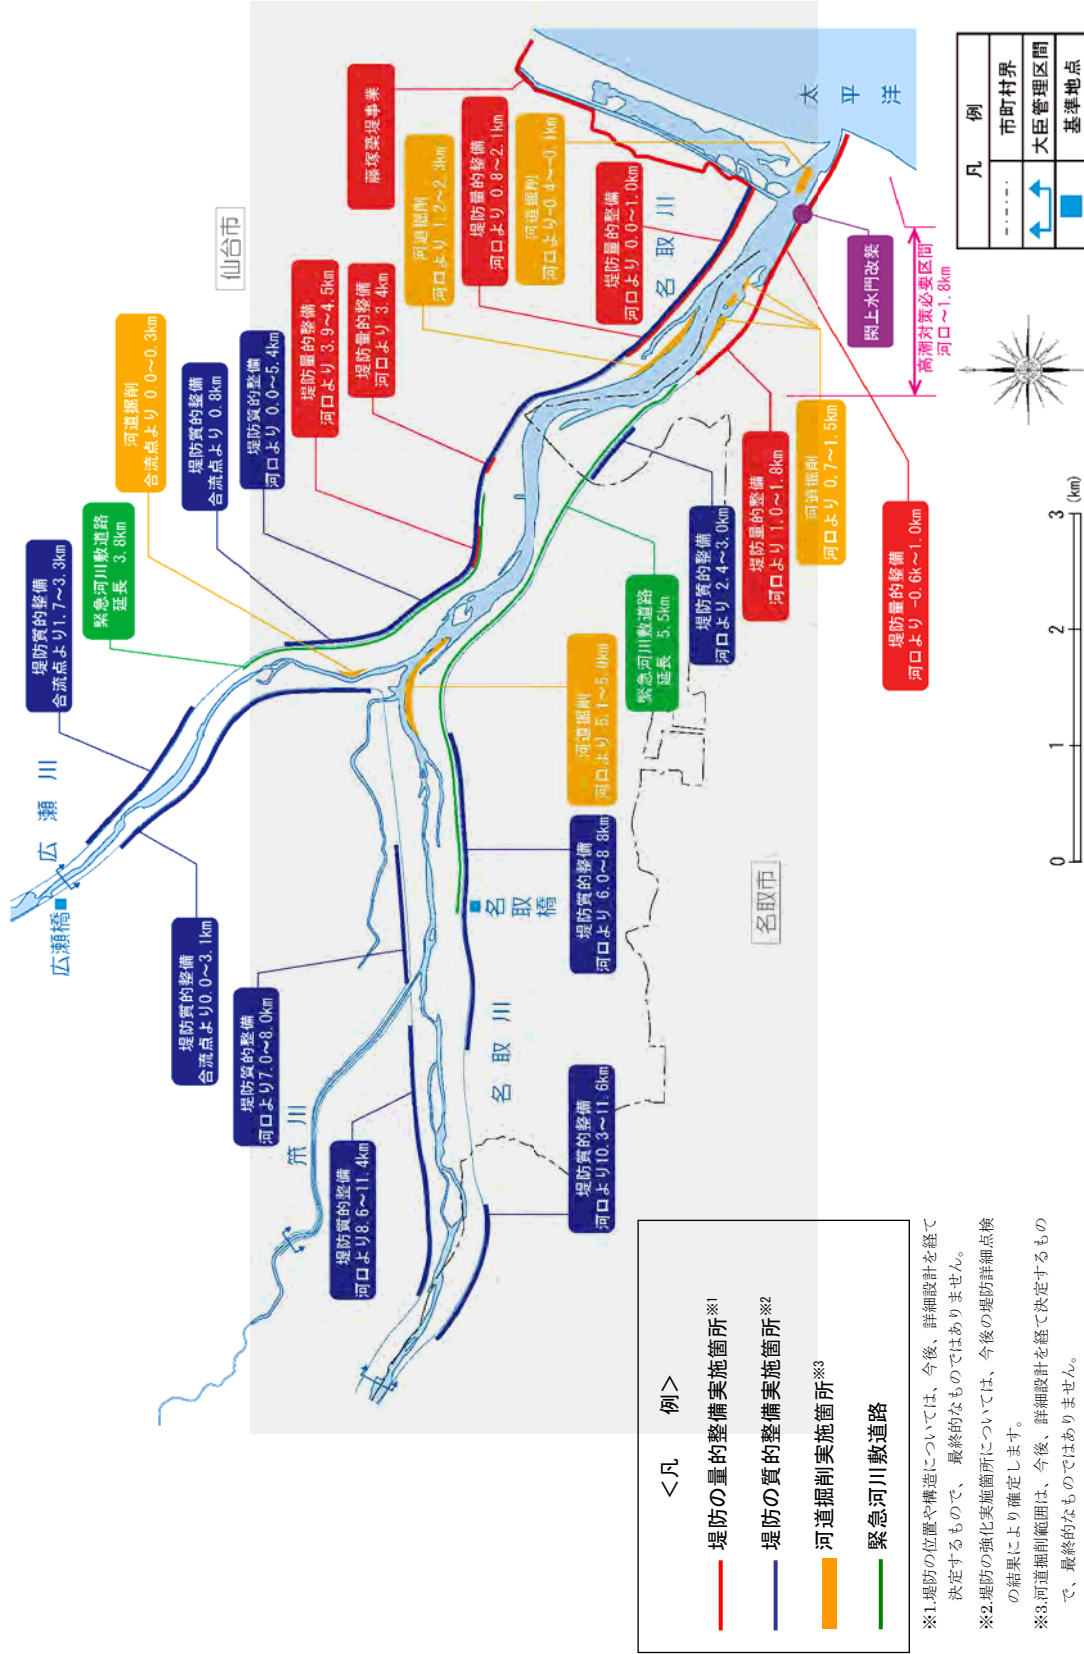 広瀬橋
広瀬川
堤防質的整備
合流点より1.7～3.3km
緊急河川敷道路
延長 3.8km
河道掘削
合流点より 0.0～0.3km
堤防質的整備
合流点より 0.8km
堤防質的整備
河口より 0.0～5.4km
仙台市
堤防量的整備
河口より 3.9～4.5km
堤防量的整備
河口より 3.4km
藤塚築堤事業
河道掘削
河口より 1.2～2.3km
堤防量的整備
河口より 0.8～2.1km
河道掘削
河口より-0.4～-0.1km
堤防量的整備
河口より 0.0～1.0km
名取川
太平洋
堤防質的整備
合流点より0.0～3.1km
堤防質的整備
河口より7.0～8.0km
笊川
堤防質的整備
河口より8.6～11.4km
名取川
名取橋
堤防質的整備
河口より10.3～11.6km
堤防質的整備
河口より 6.0～8.8km
河道掘削
河口より 5.1～5.9km
緊急河川敷道路
延長 5.5km
堤防質的整備
河口より 2.4～3.0km
堤防量的整備
河口より 1.0～1.8km
河道掘削
河口より 0.7～1.5km
閖上水門改築
高潮対策必要区間
河口～1.8km
堤防量的整備
河口より -0.6k～1.0km
名取市
凡例
市町村界
大臣管理区間
基準地点
0 1 2 3
(km)
＜凡 例＞
堤防の量的整備実施箇所※1
堤防の質的整備実施箇所※2
河道掘削実施箇所※3
緊急河川敷道路
※1.堤防の位置や構造については、今後、詳細設計を経て
決定するもので、最終的なものではありません。
※2.堤防の強化実施箇所については、今後の堤防詳細点検
の結果により確定します。
※3.河道掘削範囲は、今後、詳細設計を経て決定するもの
で、最終的なものではありません。